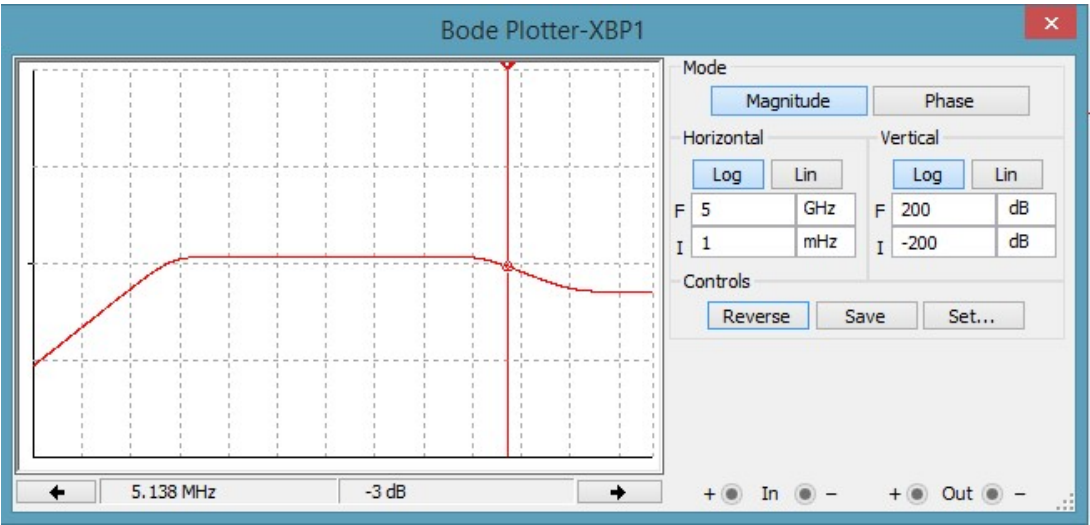 Bode Plotter-XBP1
Mode
Magnitude Phase
Horizontal Vertical
Log Lin Log Lin
F 5 GHz F 200 dB
I 1 mHz I -200 dB
Controls
Reverse Save Set...
5.138 MHz -3 dB + In - + Out -